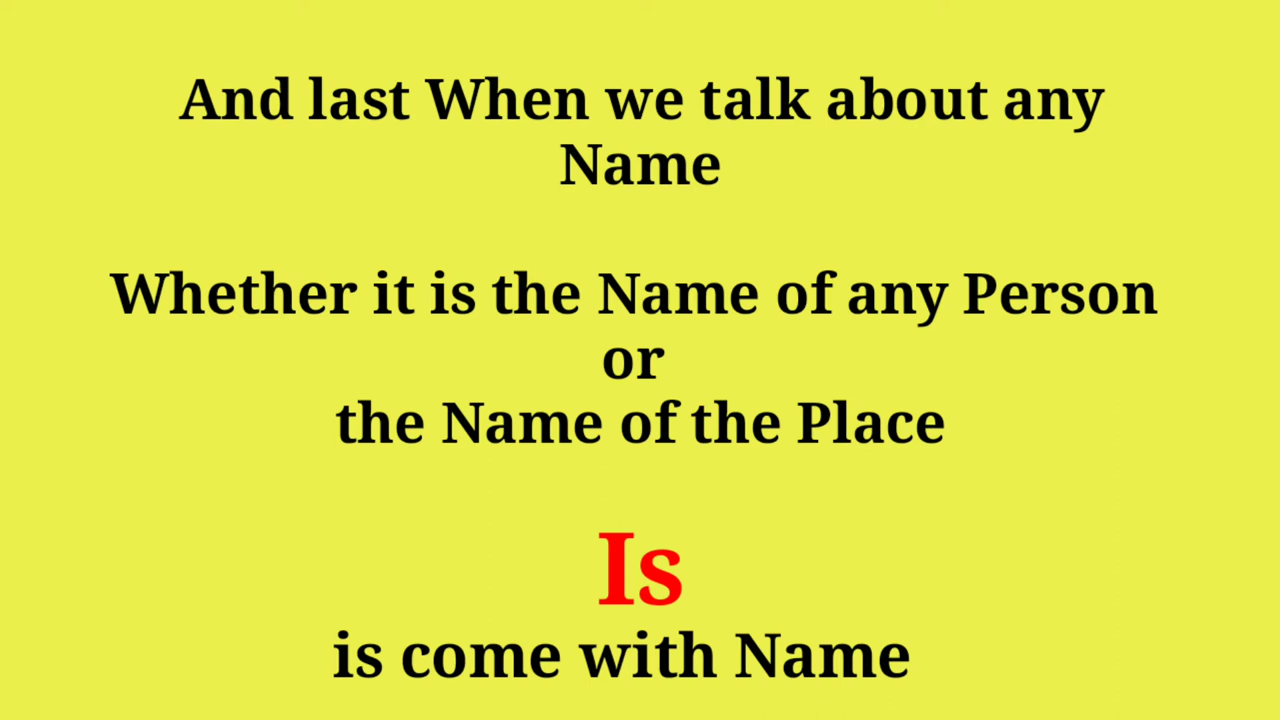 And last When we talk about any
Name
Whether it is the Name of any Person
or
the Name of the Place
Is
is come with Name